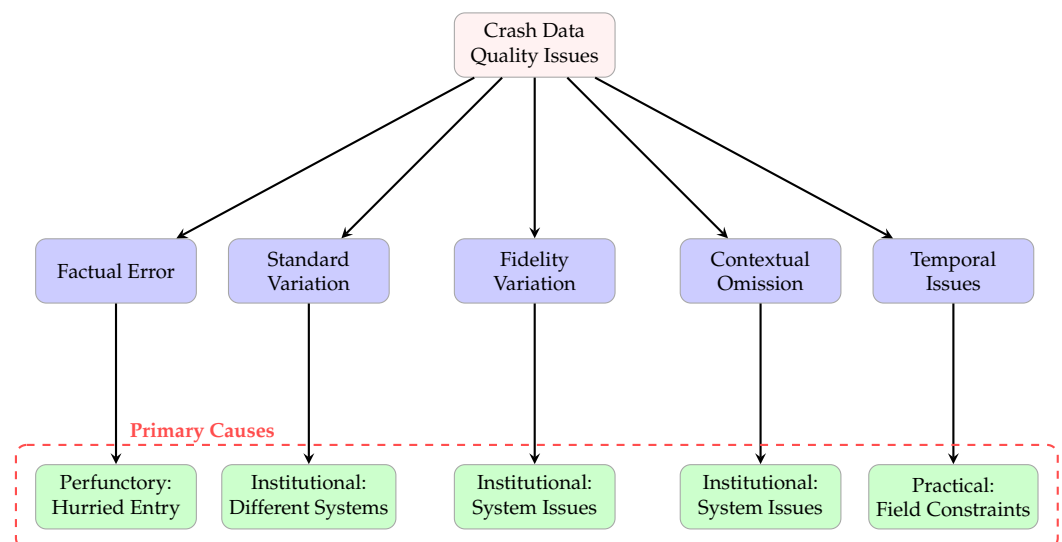 Crash Data
Quality Issues
Factual Error
Standard
Variation
Fidelity
Variation
Contextual
Omission
Temporal
Issues
Primary Causes
Perfunctory:
Hurried Entry
Institutional:
Different Systems
Institutional:
System Issues
Institutional:
System Issues
Practical:
Field Constraints